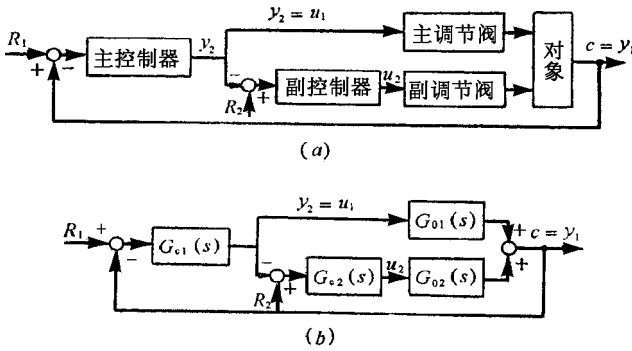 R₁ + − 主控制器 y₂ y₂ = u₁ 主调节阀 对象 c = y₁
− + R₂ 副控制器 u₂ 副调节阀
(a)
R₁ + − G_c1(s) y₂ = u₁ G₀₁(s) + c = y₁
− + R₂ G_c2(s) u₂ G₀₂(s) +
(b)